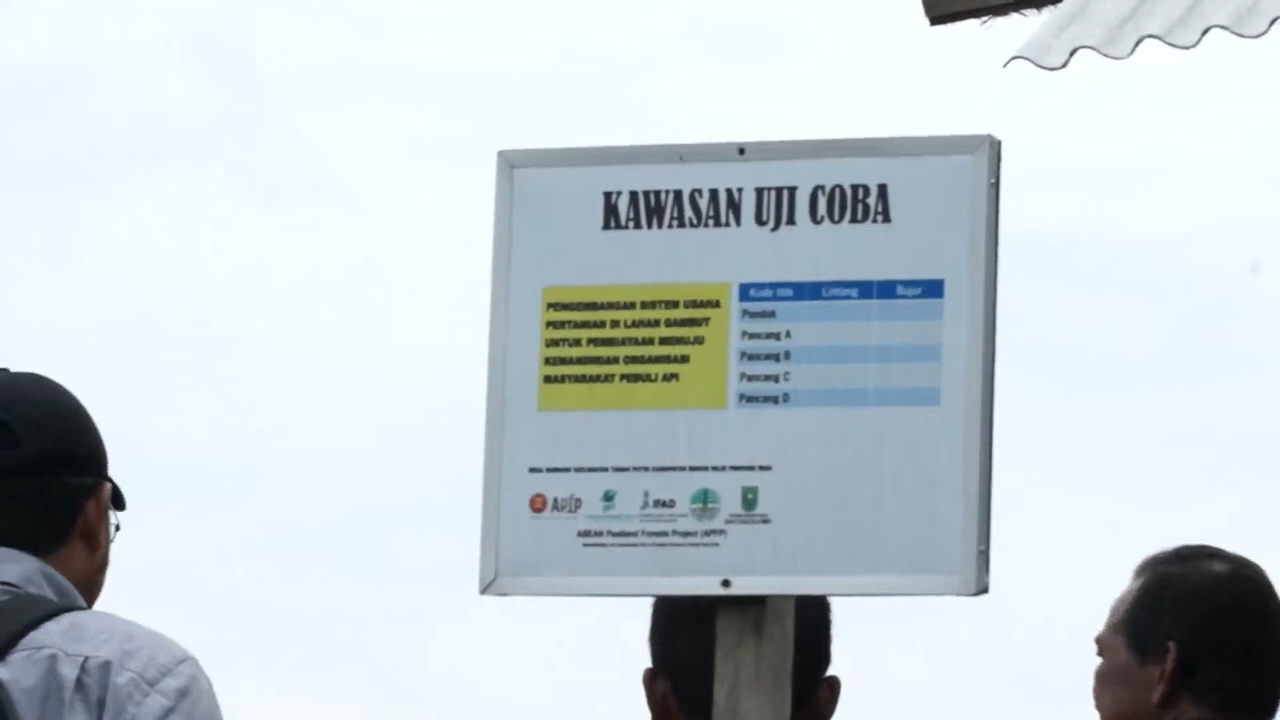 KAWASAN UJI COBA
PENGEMBANGAN SISTEM USAHA
PERTANIAN DI LAHAN GAMBUT
UNTUK PEMBIAYAAN MENUJU
KEMANDIRIAN ORGANISASI
MASYARAKAT PEDULI API
Kode titik Lintang Bujur
Pondok
Pancang A
Pancang B
Pancang C
Pancang D
IFAD
ASEAN Peatland Forests Project (APFP)